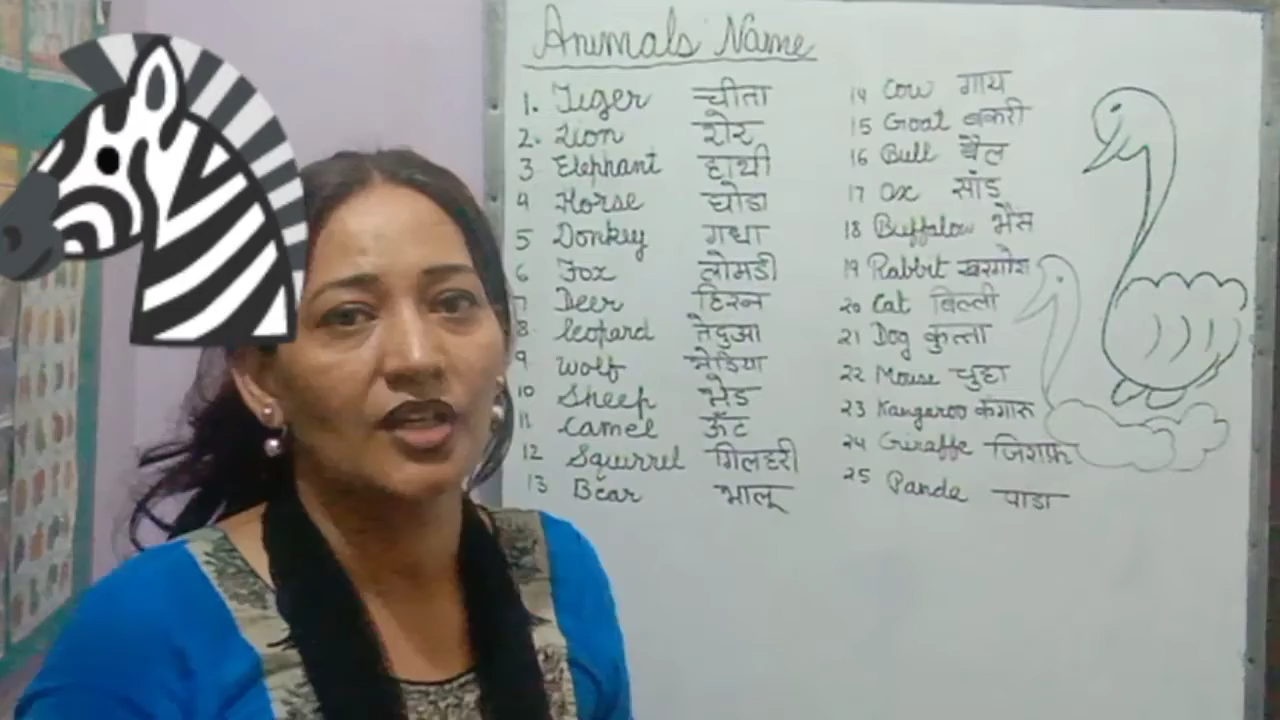 Animals Name
1. Tiger चीता
2. Lion शेर
3 Elephant हाथी
4 Horse घोडा
5 Donkey गधा
6 Fox लोमडी
7 Deer हिरन
8. leopard तेंदुआ
9 Wolf भेडिया
10 Sheep भेड
11 Camel ऊँट
12 Squirrel गिलहरी
13 Bear भालू
14 Cow गाय
15 Goat बकरी
16 Bull बैल
17 Ox सांड
18 Buffalow भैंस
19 Rabbit खरगोश
20 Cat बिल्ली
21 Dog कुत्ता
22 Mouse चुहा
23 Kangaroo कंगारू
24 Giraffe जिराफ़
25 Panda पांडा